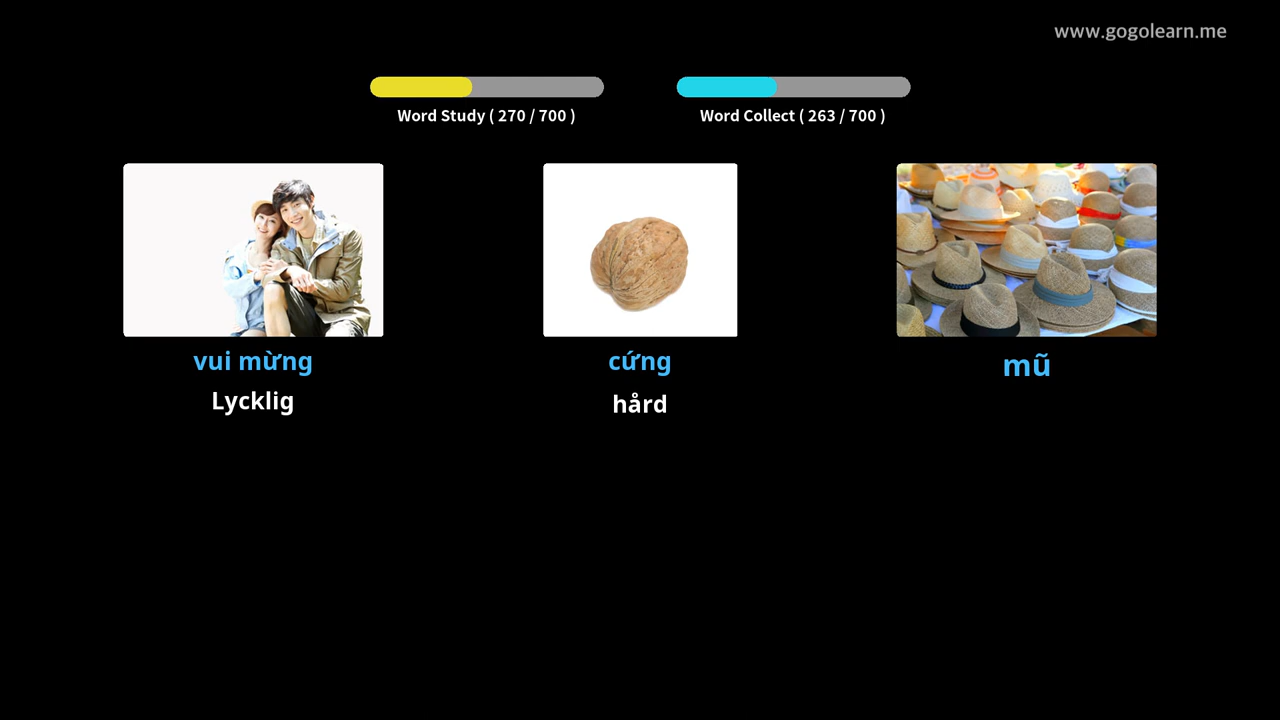 www.gogolearn.me
Word Study ( 270 / 700 )
Word Collect ( 263 / 700 )
vui mừng
Lycklig
cứng
hård
mũ